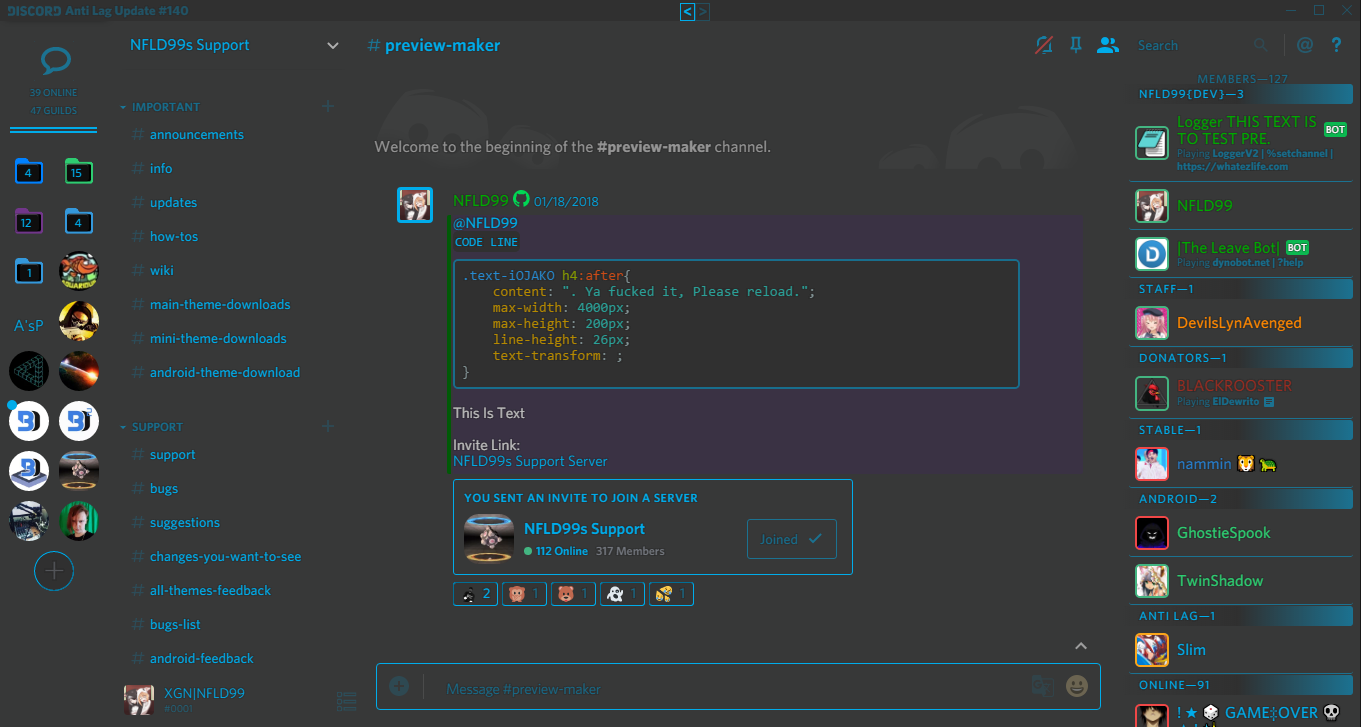 DISCORD Anti Lag Update #140
< >
NFLD99s Support
# preview-maker
Search
@ ?
39 ONLINE
47 GUILDS
4
15
12
4
1
A'sP
IMPORTANT
# announcements
# info
# updates
# how-tos
# wiki
# main-theme-downloads
# mini-theme-downloads
# android-theme-download
SUPPORT
# support
# bugs
# suggestions
# changes-you-want-to-see
# all-themes-feedback
# bugs-list
# android-feedback
XGN|NFLD99
#0001
Welcome to the beginning of the #preview-maker channel.
NFLD99 01/18/2018
@NFLD99
CODE LINE
.text-iOJAKO h4:after{
content: ". Ya fucked it, Please reload.";
max-width: 4000px;
max-height: 200px;
line-height: 26px;
text-transform: ;
}
This Is Text
Invite Link:
NFLD99s Support Server
YOU SENT AN INVITE TO JOIN A SERVER
NFLD99s Support
112 Online 317 Members
Joined
2 1 1 1 1
Message #preview-maker
MEMBERS—127
NFLD99{DEV}—3
Logger THIS TEXT IS
TO TEST PRE. BOT
Playing LoggerV2 | %setchannel |
https://whatezlife.com
NFLD99
|The Leave Bot| BOT
Playing dynobot.net | ?help
STAFF—1
DevilsLynAvenged
DONATORS—1
BLACKROOSTER
Playing ElDewrito
STABLE—1
nammin 🐯 🐢
ANDROID—2
GhostieSpook
TwinShadow
ANTI LAG—1
Slim
ONLINE—91
! ★ 🎲 GAME‡OVER 💀